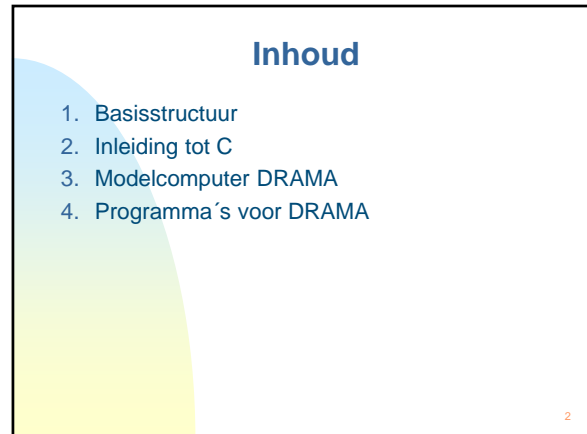 Inhoud
1. Basisstructuur
2. Inleiding tot C
3. Modelcomputer DRAMA
4. Programma´s voor DRAMA
2